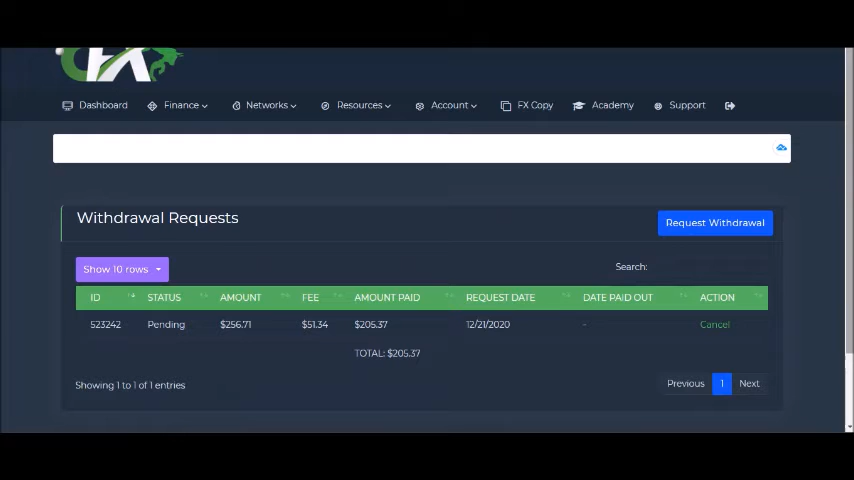 Dashboard Finance Networks Resources Account FX Copy Academy Support
Withdrawal Requests
Request Withdrawal
Show 10 rows
Search:
ID STATUS AMOUNT FEE AMOUNT PAID REQUEST DATE DATE PAID OUT ACTION
523242 Pending $256.71 $51.34 $205.37 12/21/2020 - Cancel
TOTAL: $205.37
Showing 1 to 1 of 1 entries
Previous 1 Next